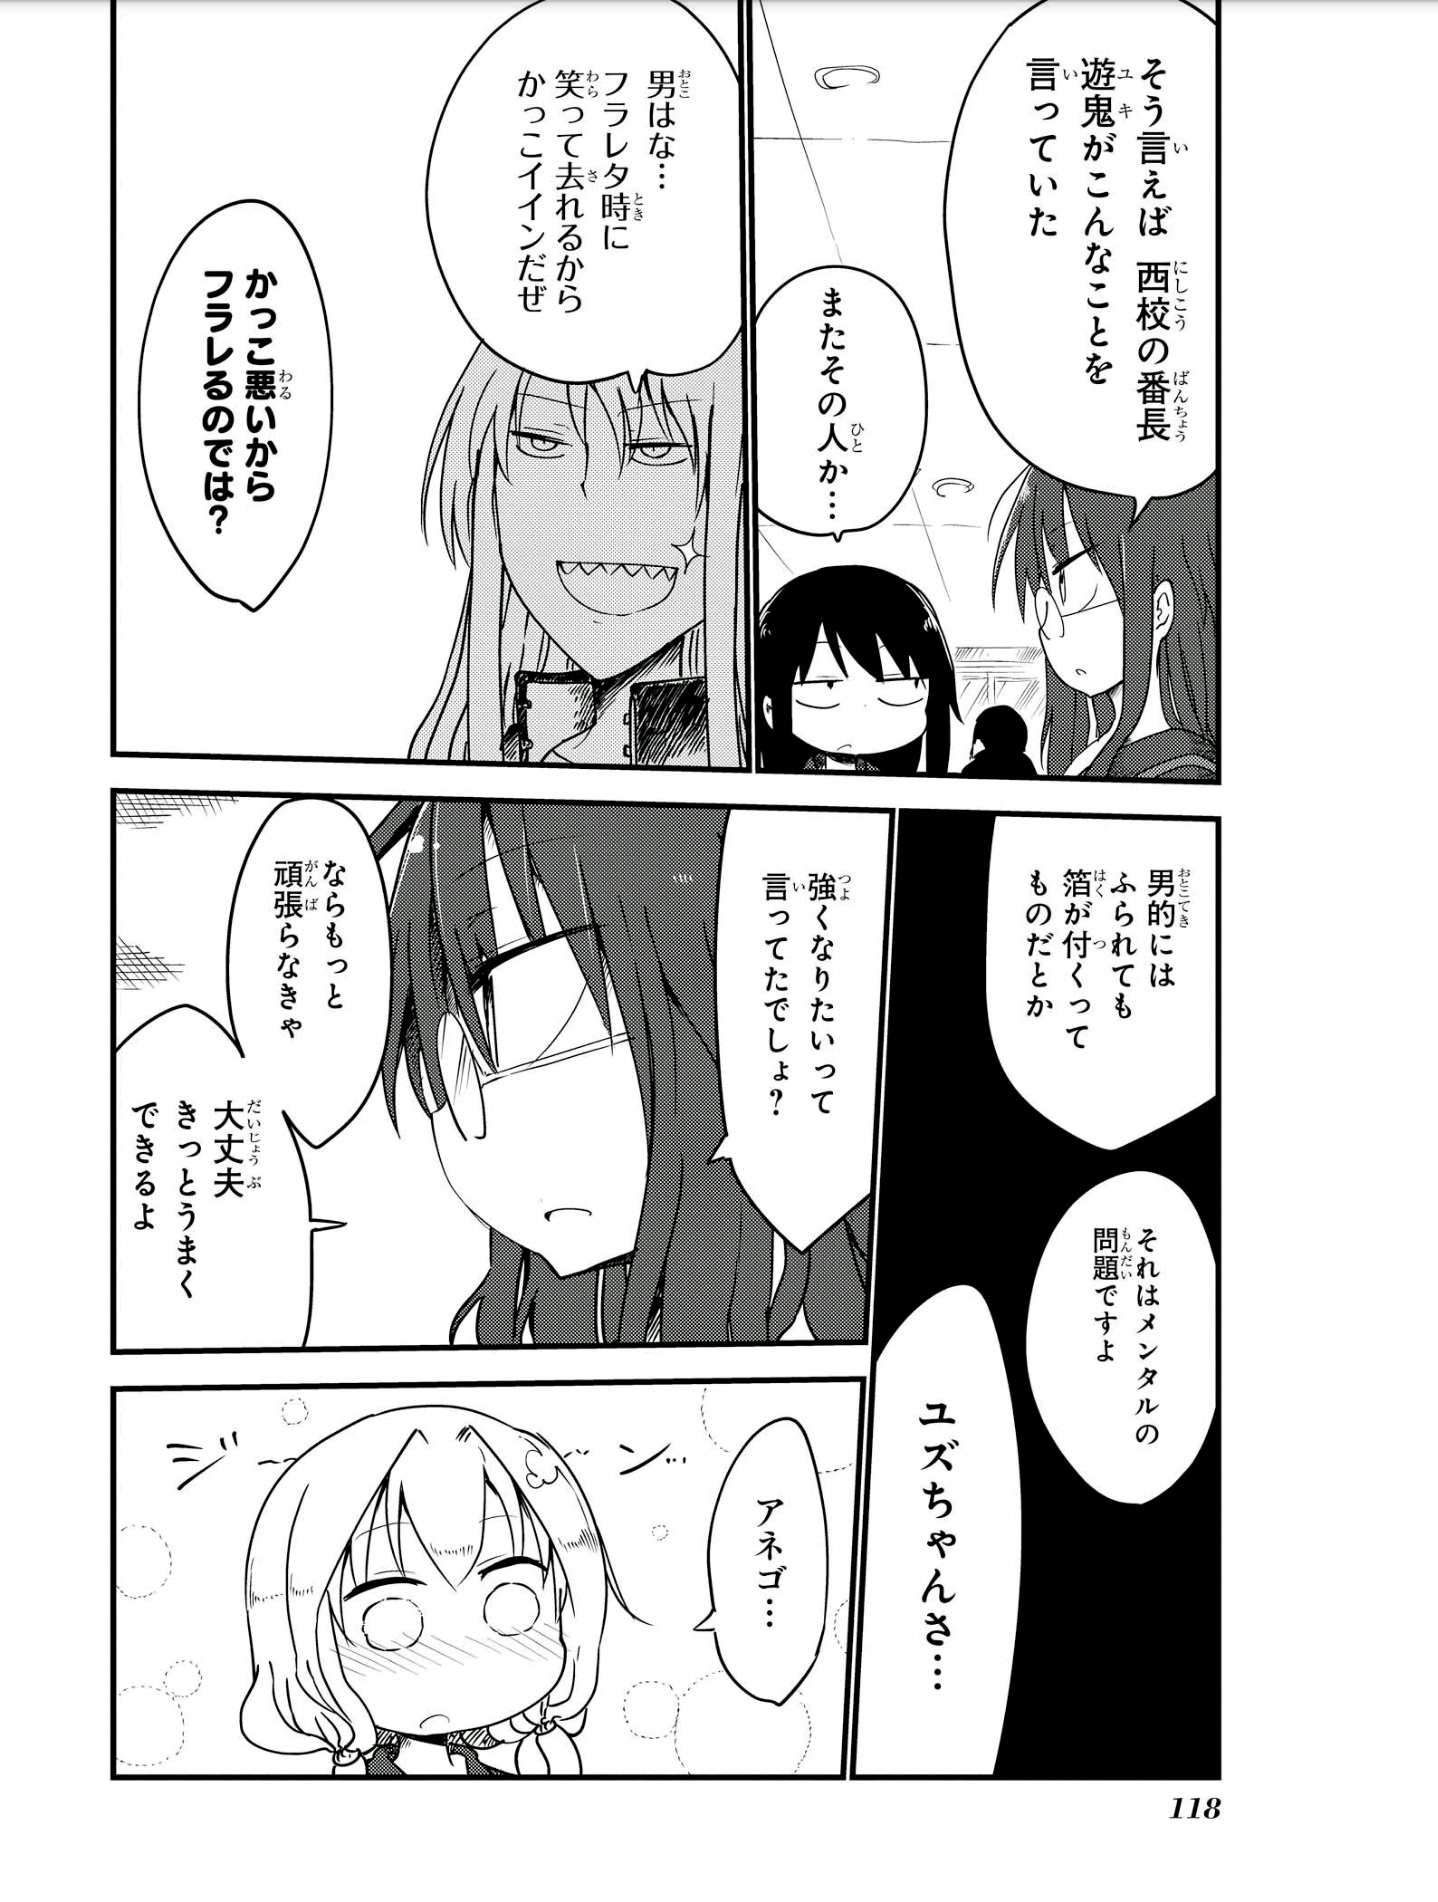 そう言えば 西校の番長
遊鬼がこんなことを
言っていた
またその人か…
男はな…
フラレタ時に
笑って去れるから
かっこイインだぜ
かっこ悪いから
フラレるのでは?
男的には
ふられても
箔が付くって
ものだとか
それはメンタルの
問題ですよ
ユズちゃんさ…
強くなりたいって
言ってたでしょ?
ならもっと
頑張らなきゃ
大丈夫
きっとうまく
できるよ
アネゴ…
ジーン…
118